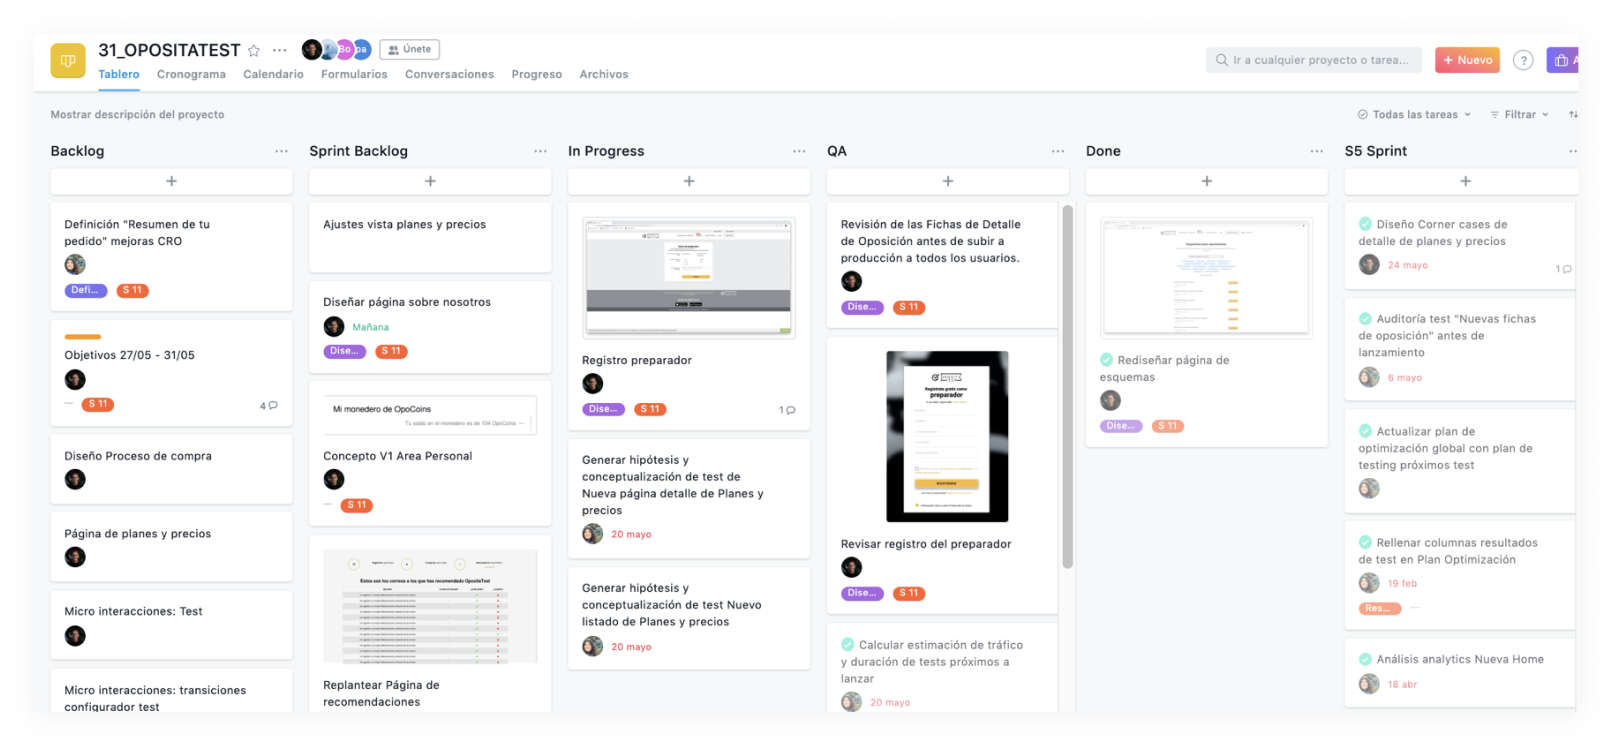 31_OPOSITATEST
Bo
pa
Únete
Ir a cualquier proyecto o tarea...
+ Nuevo
?
Tablero
Cronograma
Calendario
Formularios
Conversaciones
Progreso
Archivos
Mostrar descripción del proyecto
Todas las tareas
Filtrar
Backlog
Definición "Resumen de tu
pedido" mejoras CRO
Defi...
S 11
Objetivos 27/05 - 31/05
S 11
4
Diseño Proceso de compra
Página de planes y precios
Micro interacciones: Test
Micro interacciones: transiciones
configurador test
Sprint Backlog
Ajustes vista planes y precios
Diseñar página sobre nosotros
Mañana
Dise...
S 11
Mi monedero de OpoCoins
Tu saldo en el monedero es de 104 OpoCoins
Concepto V1 Area Personal
S 11
Estos son los correos a los que has recomendado OpositaTest
Replantear Página de
recomendaciones
In Progress
Registro preparador
Dise...
S 11
1
Generar hipótesis y
conceptualización de test de
Nueva página detalle de Planes y
precios
20 mayo
Generar hipótesis y
conceptualización de test Nuevo
listado de Planes y precios
20 mayo
QA
Revisión de las Fichas de Detalle
de Oposición antes de subir a
producción a todos los usuarios.
Dise...
S 11
Regístrate gratis como
preparador
Revisar registro del preparador
Dise...
S 11
Calcular estimación de tráfico
y duración de tests próximos a
lanzar
20 mayo
Done
Rediseñar página de
esquemas
Dise...
S 11
S5 Sprint
Diseño Corner cases de
detalle de planes y precios
24 mayo
1
Auditoría test "Nuevas fichas
de oposición" antes de
lanzamiento
6 mayo
Actualizar plan de
optimización global con plan de
testing próximos test
Rellenar columnas resultados
de test en Plan Optimización
19 feb
Res...
Análisis analytics Nueva Home
18 abr